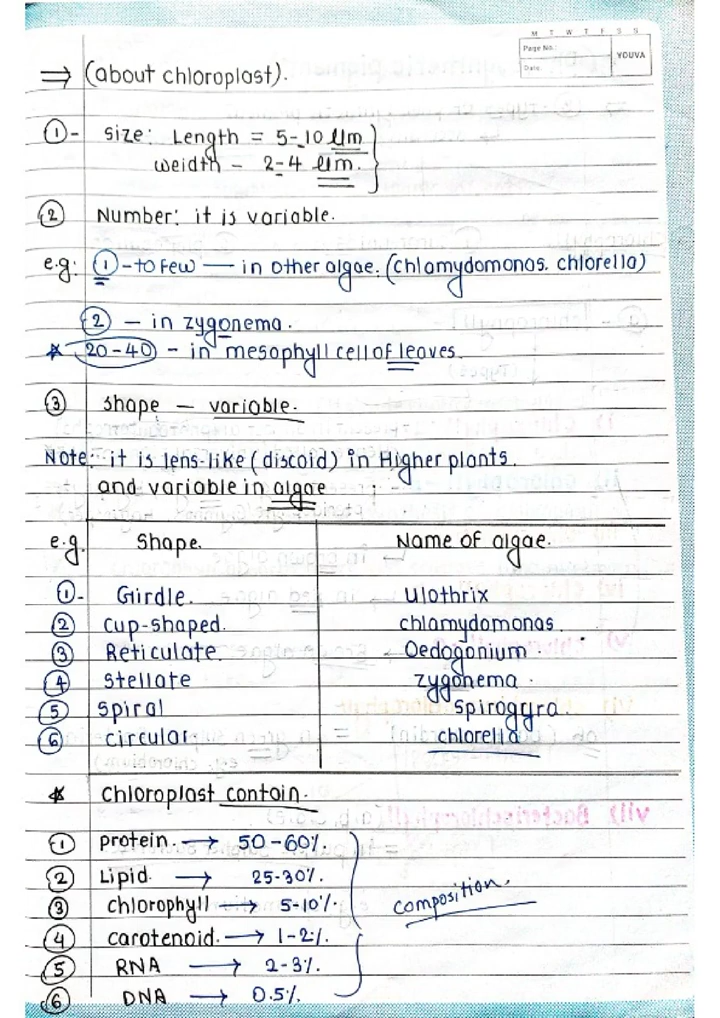 M T W T F S S
Page No.:
YOUVA
Date:
⇒ (about chloroplast).
①- size: Length = 5-10 µm
weidth – 2-4 µm.
② Number: it is variable.
e.g: ①-to Few — in other algae. (chlamydomonas. chlorella)
② – in zygonema.
* 20-40 - in mesophyll cell of leaves.
③ shape – variable.
Note: it is lens-like (discoid) in Higher plants.
and variable in algae
e.g. Shape. Name of algae.
①- Girdle. Ulothrix
② cup-shaped. chlamydomonas.
③ Reticulate. Oedogonium.
④ stellate zygonema.
⑤ spiral spirogyra.
⑥ circular chlorella
* chloroplast contain.
① protein. → 50-60%.
② Lipid. → 25-30%.
③ chlorophyll → 5-10%.
composition.
④ carotenoid. → 1-2%.
⑤ RNA → 2-3%.
⑥ DNA → 0.5%.